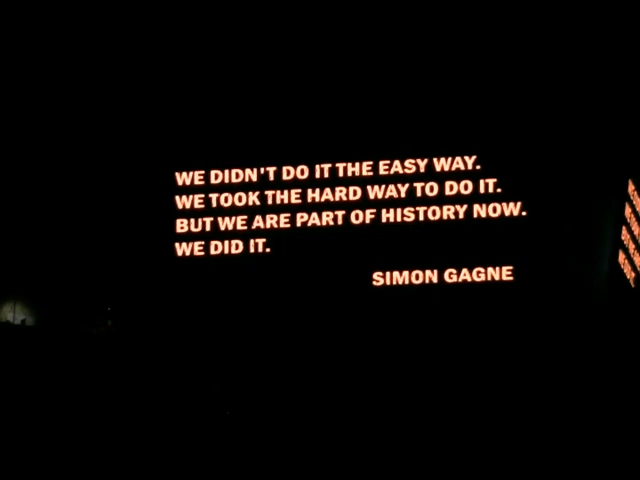 WE DIDN'T DO IT THE EASY WAY.
WE TOOK THE HARD WAY TO DO IT.
BUT WE ARE PART OF HISTORY NOW.
WE DID IT.
SIMON GAGNE